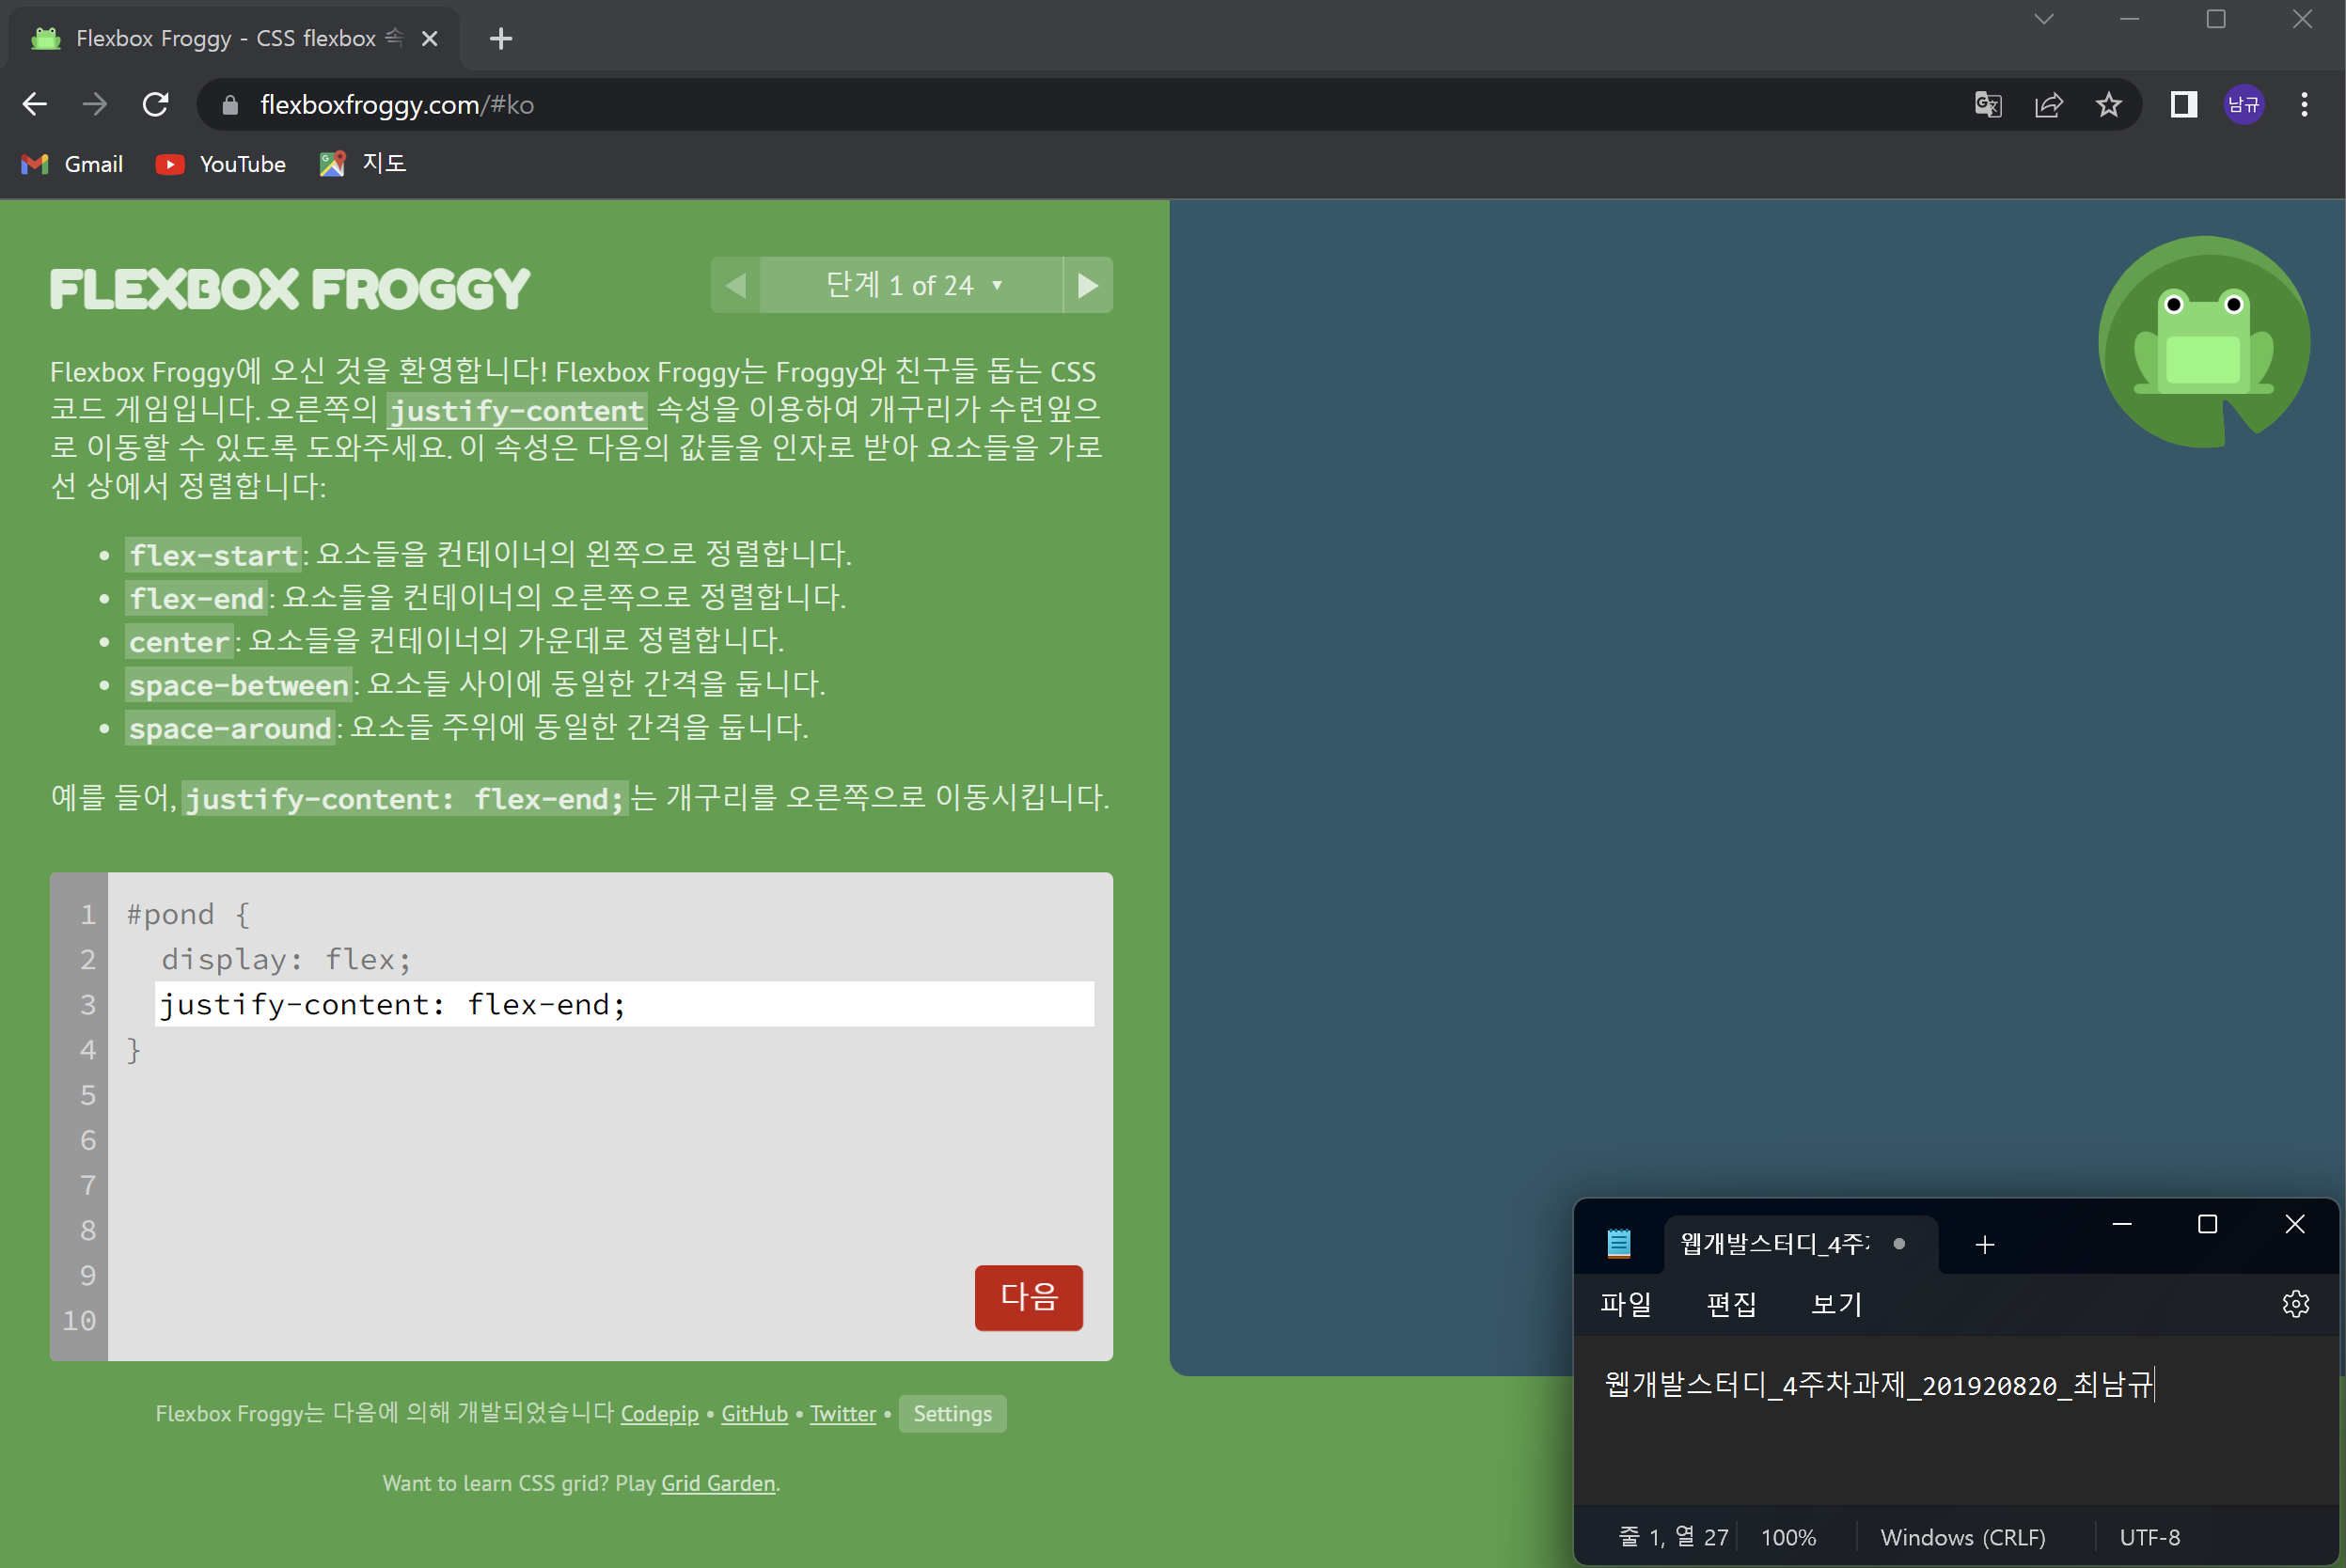 Flexbox Froggy - CSS flexbox 속
flexboxfroggy.com/#ko
남규
Gmail
YouTube
지도
FLEXBOX FROGGY
단계 1 of 24 ▼
Flexbox Froggy에 오신 것을 환영합니다! Flexbox Froggy는 Froggy와 친구들 돕는 CSS
코드 게임입니다. 오른쪽의 justify-content 속성을 이용하여 개구리가 수련잎으
로 이동할 수 있도록 도와주세요. 이 속성은 다음의 값들을 인자로 받아 요소들을 가로
선 상에서 정렬합니다:
• flex-start: 요소들을 컨테이너의 왼쪽으로 정렬합니다.
• flex-end: 요소들을 컨테이너의 오른쪽으로 정렬합니다.
• center: 요소들을 컨테이너의 가운데로 정렬합니다.
• space-between: 요소들 사이에 동일한 간격을 둡니다.
• space-around: 요소들 주위에 동일한 간격을 둡니다.
예를 들어, justify-content: flex-end;는 개구리를 오른쪽으로 이동시킵니다.
1 #pond {
2 display: flex;
3 justify-content: flex-end;
4 }
5
6
7
8
9
10
다음
Flexbox Froggy는 다음에 의해 개발되었습니다 Codepip • GitHub • Twitter • Settings
Want to learn CSS grid? Play Grid Garden.
웹개발스터디_4주
파일 편집 보기
웹개발스터디_4주차과제_201920820_최남규
줄 1, 열 27
100%
Windows (CRLF)
UTF-8